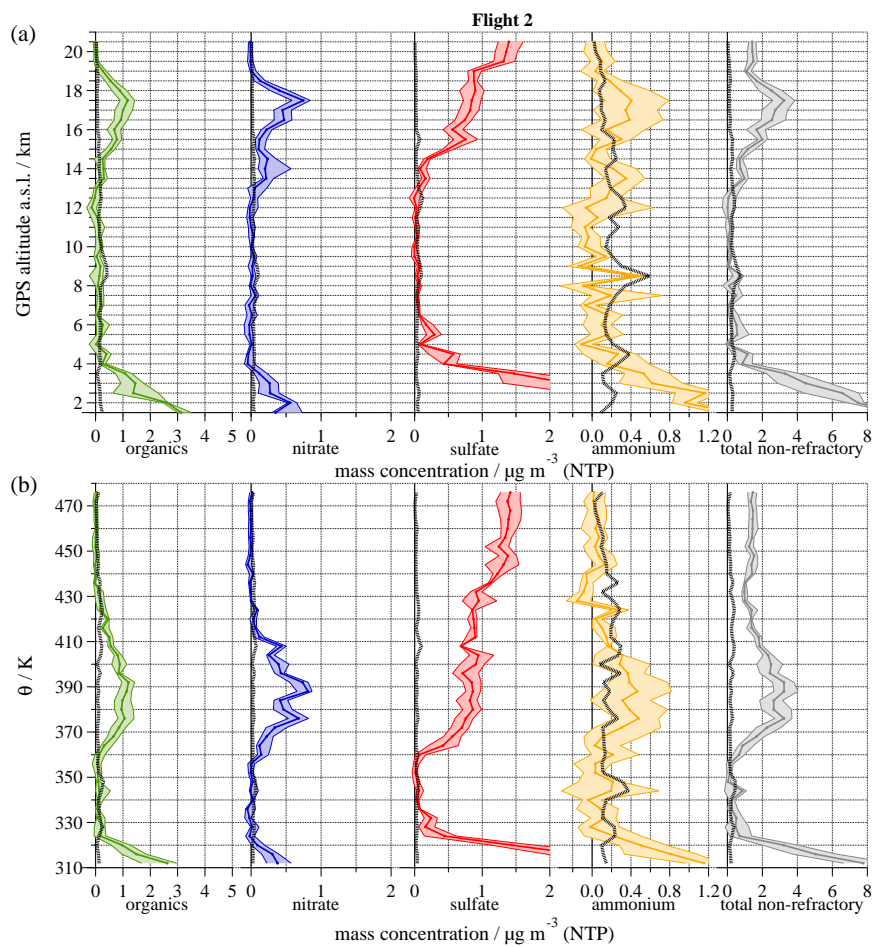 Flight 2
(a)
GPS altitude a.s.l. / km
20
18
16
14
12
10
8
6
4
2
0 1 2 3 4 5
0 1 2
0 1 2
0.0 0.4 0.8 1.2
0 4 8
organics nitrate sulfate ammonium total non-refractory
mass concentration / µg m⁻³ (NTP)
(b)
θ / K
470
450
430
410
390
370
350
330
310
0 1 2 3 4 5
0 1 2
0 1 2
0.0 0.4 0.8 1.2
0 2 4 6 8
organics nitrate sulfate ammonium total non-refractory
mass concentration / µg m⁻³ (NTP)